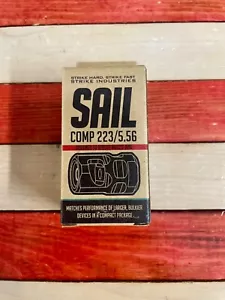 STRIKE HARD, STRIKE FAST
STRIKE INDUSTRIES
SAIL
COMP 223/5.56
MATCHES PERFORMANCE OF LARGER, BULKIER
DEVICES IN A COMPACT PACKAGE...